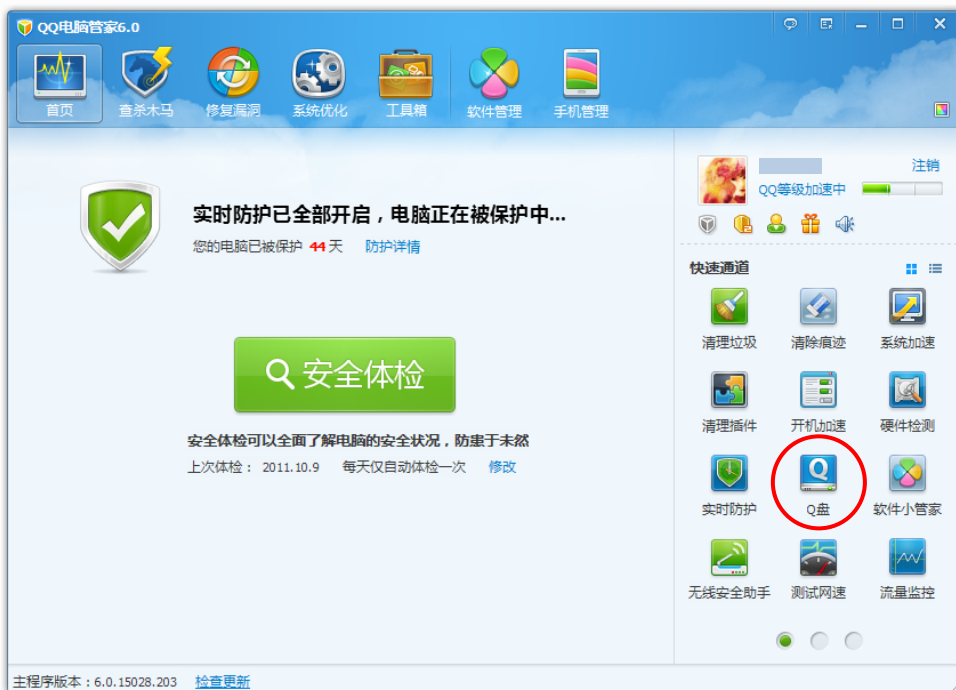 QQ电脑管家6.0
首页 查杀木马 修复漏洞 系统优化 工具箱 软件管理 手机管理
注销
QQ等级加速中
实时防护已全部开启，电脑正在被保护中...
您的电脑已被保护 44 天 防护详情
快速通道
清理垃圾 清除痕迹 系统加速
清理插件 开机加速 硬件检测
安全体检
安全体检可以全面了解电脑的安全状况，防患于未然
上次体检： 2011.10.9 每天仅自动体检一次 修改
Q
实时防护 Q盘 软件小管家
无线安全助手 测试网速 流量监控
主程序版本：6.0.15028.203 检查更新